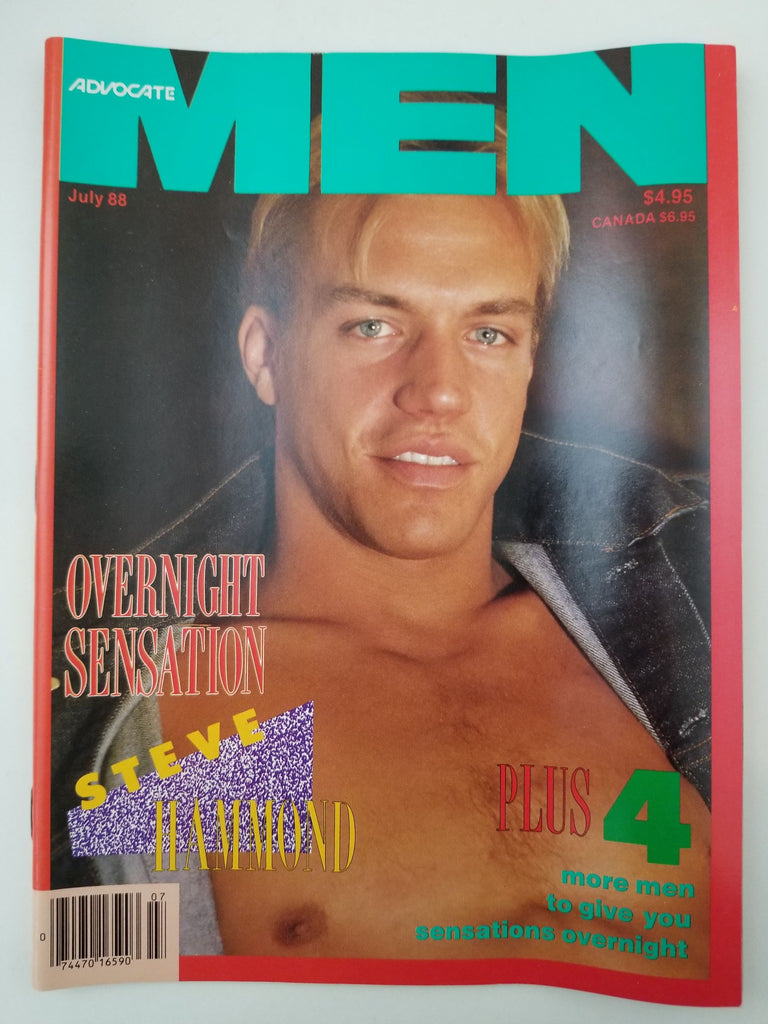 ADVOCATE
MEN
July 88
$4.95
CANADA $6.95
OVERNIGHT
SENSATION
STEVE
HAMMOND
PLUS 4
more men
to give you
sensations overnight
07
0
74470 16590